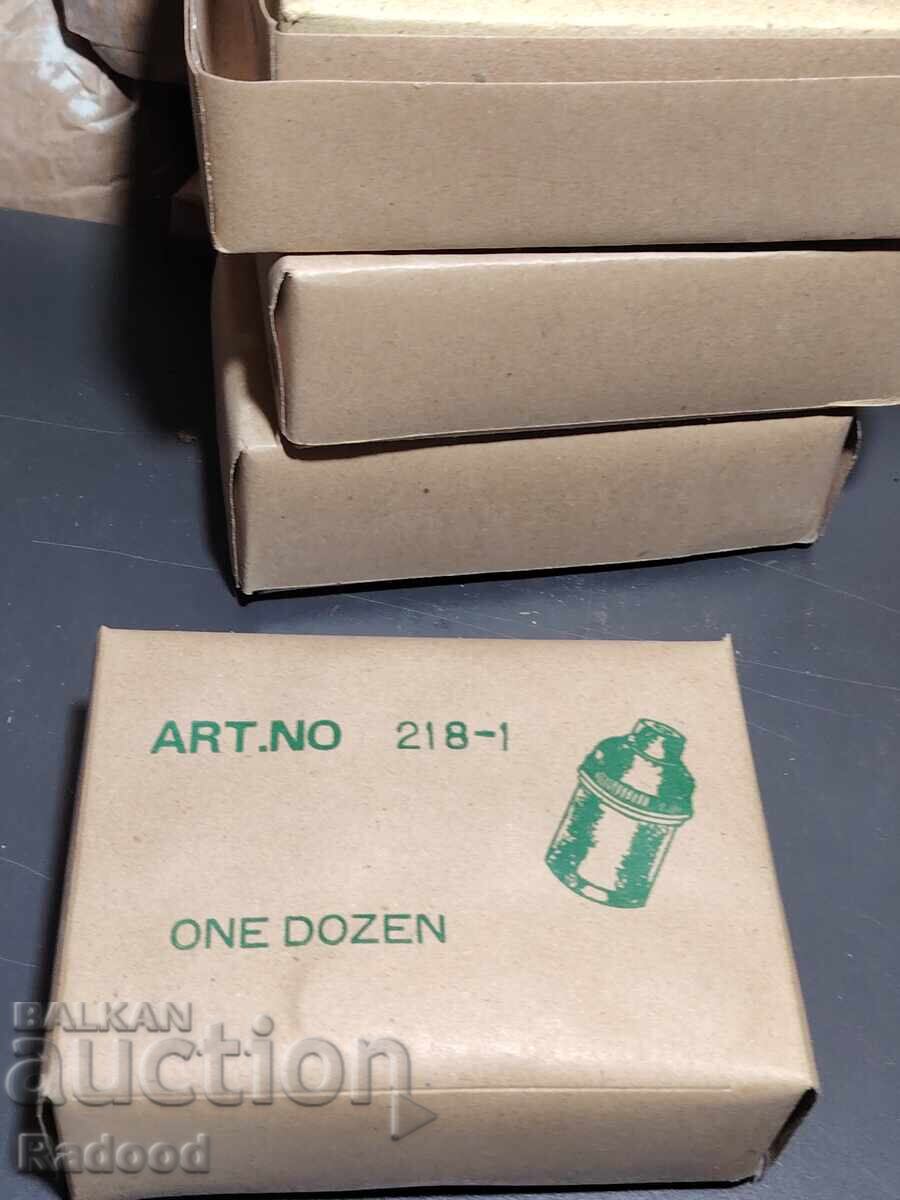 ART.NO 218-1
ONE DOZEN
BALKAN
auction
Radood